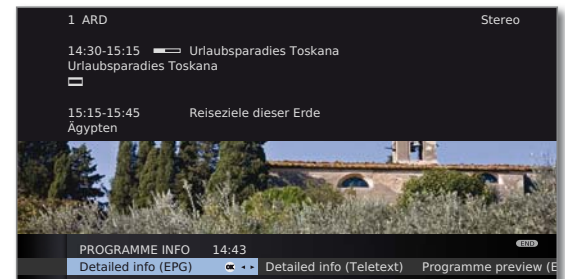 1 ARD Stereo
14:30-15:15 Urlaubsparadies Toskana
Urlaubsparadies Toskana
15:15-15:45 Reiseziele dieser Erde
Ägypten
END
PROGRAMME INFO 14:43
Detailed info (EPG) OK Detailed info (Teletext) Programme preview (E